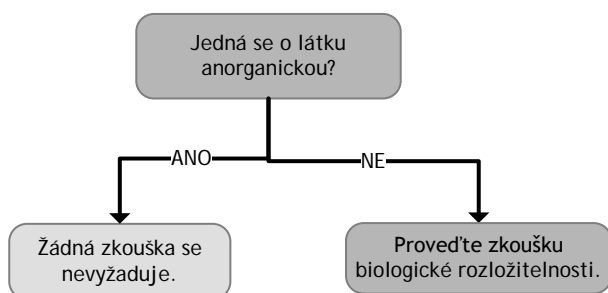 Jedná se o látku
anorganickou?
ANO
NE
Žádná zkouška se
nevyžaduje.
Proveďte zkoušku
biologické rozložitelnosti.